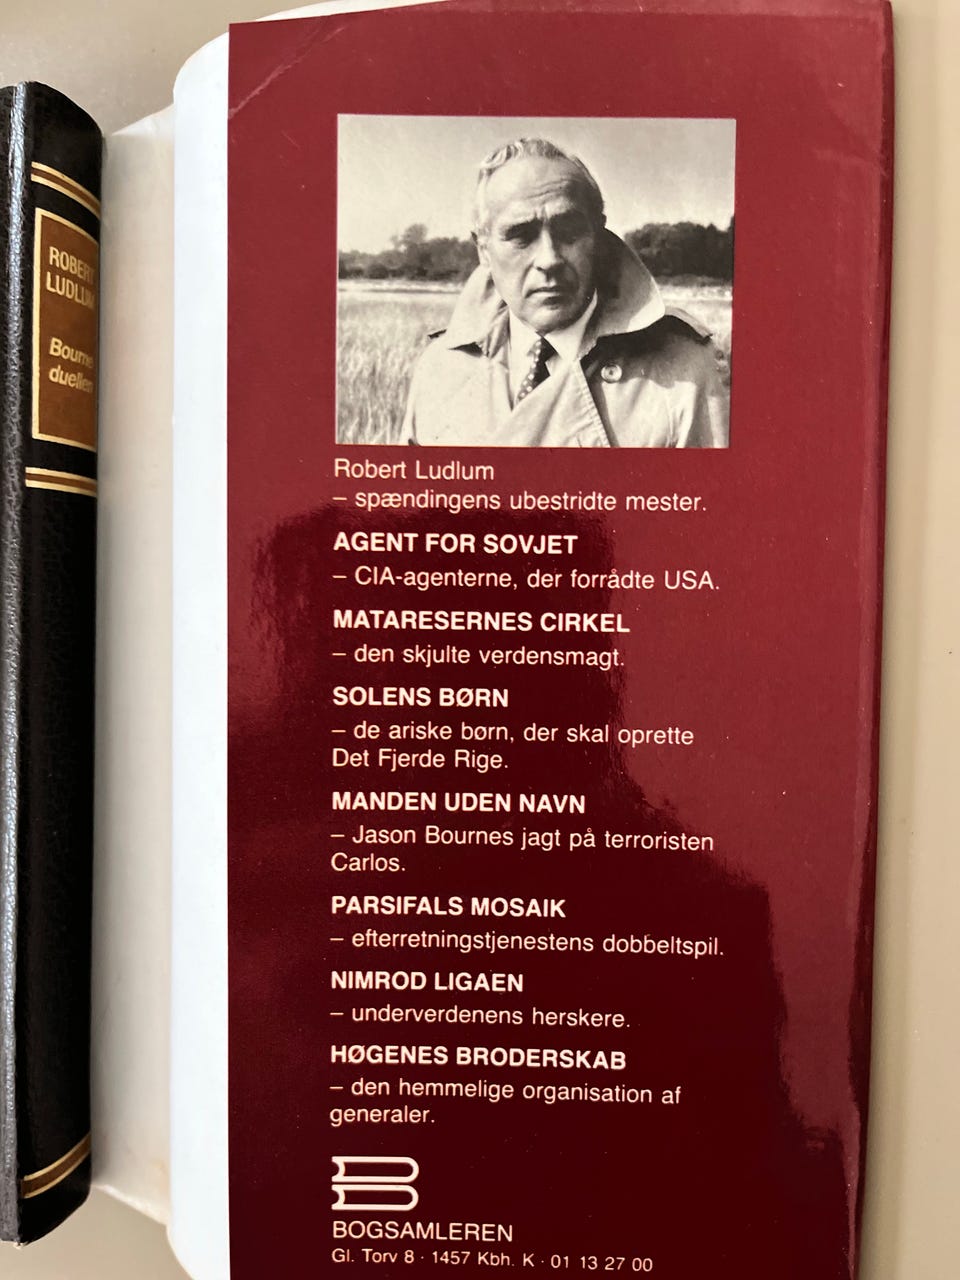 ROBERT
LUDLUM
Bourne
duellen
Robert Ludlum
– spændingens ubestridte mester.
AGENT FOR SOVJET
– CIA-agenterne, der forrådte USA.
MATARESERNES CIRKEL
– den skjulte verdensmagt.
SOLENS BØRN
– de ariske børn, der skal oprette
Det Fjerde Rige.
MANDEN UDEN NAVN
– Jason Bournes jagt på terroristen
Carlos.
PARSIFALS MOSAIK
– efterretningstjenestens dobbeltspil.
NIMROD LIGAEN
– underverdenens herskere.
HØGENES BRODERSKAB
– den hemmelige organisation af
generaler.
BOGSAMLEREN
Gl. Torv 8 · 1457 Kbh. K · 01 13 27 00